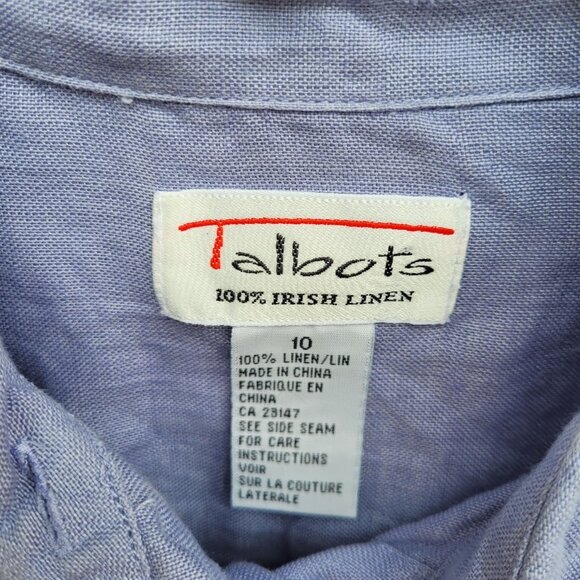 Talbots
100% IRISH LINEN
10
100% LINEN/LIN
MADE IN CHINA
FABRIQUE EN
CHINA
CA 23147
SEE SIDE SEAM
FOR CARE
INSTRUCTIONS
VOIR
SUR LA COUTURE
LATERALE